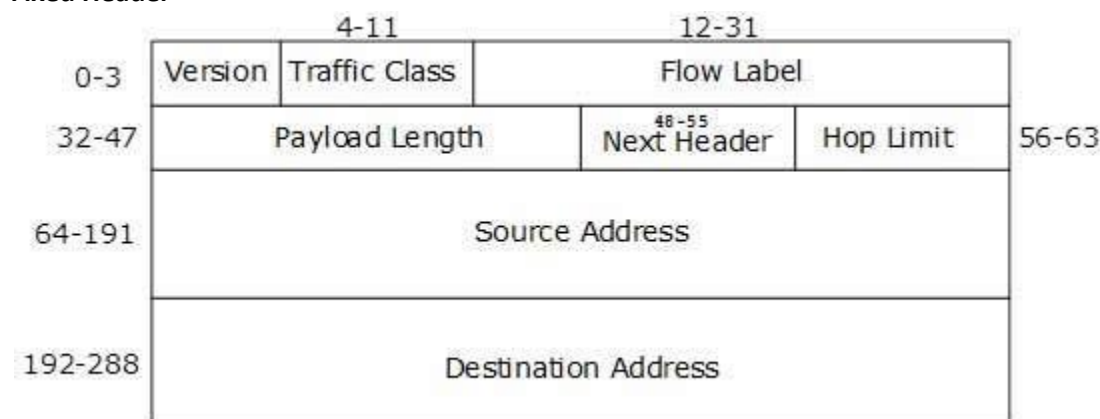 Fixed Header
4-11 12-31
0-3 Version Traffic Class Flow Label
48-55
32-47 Payload Length Next Header Hop Limit 56-63
64-191 Source Address
192-288 Destination Address